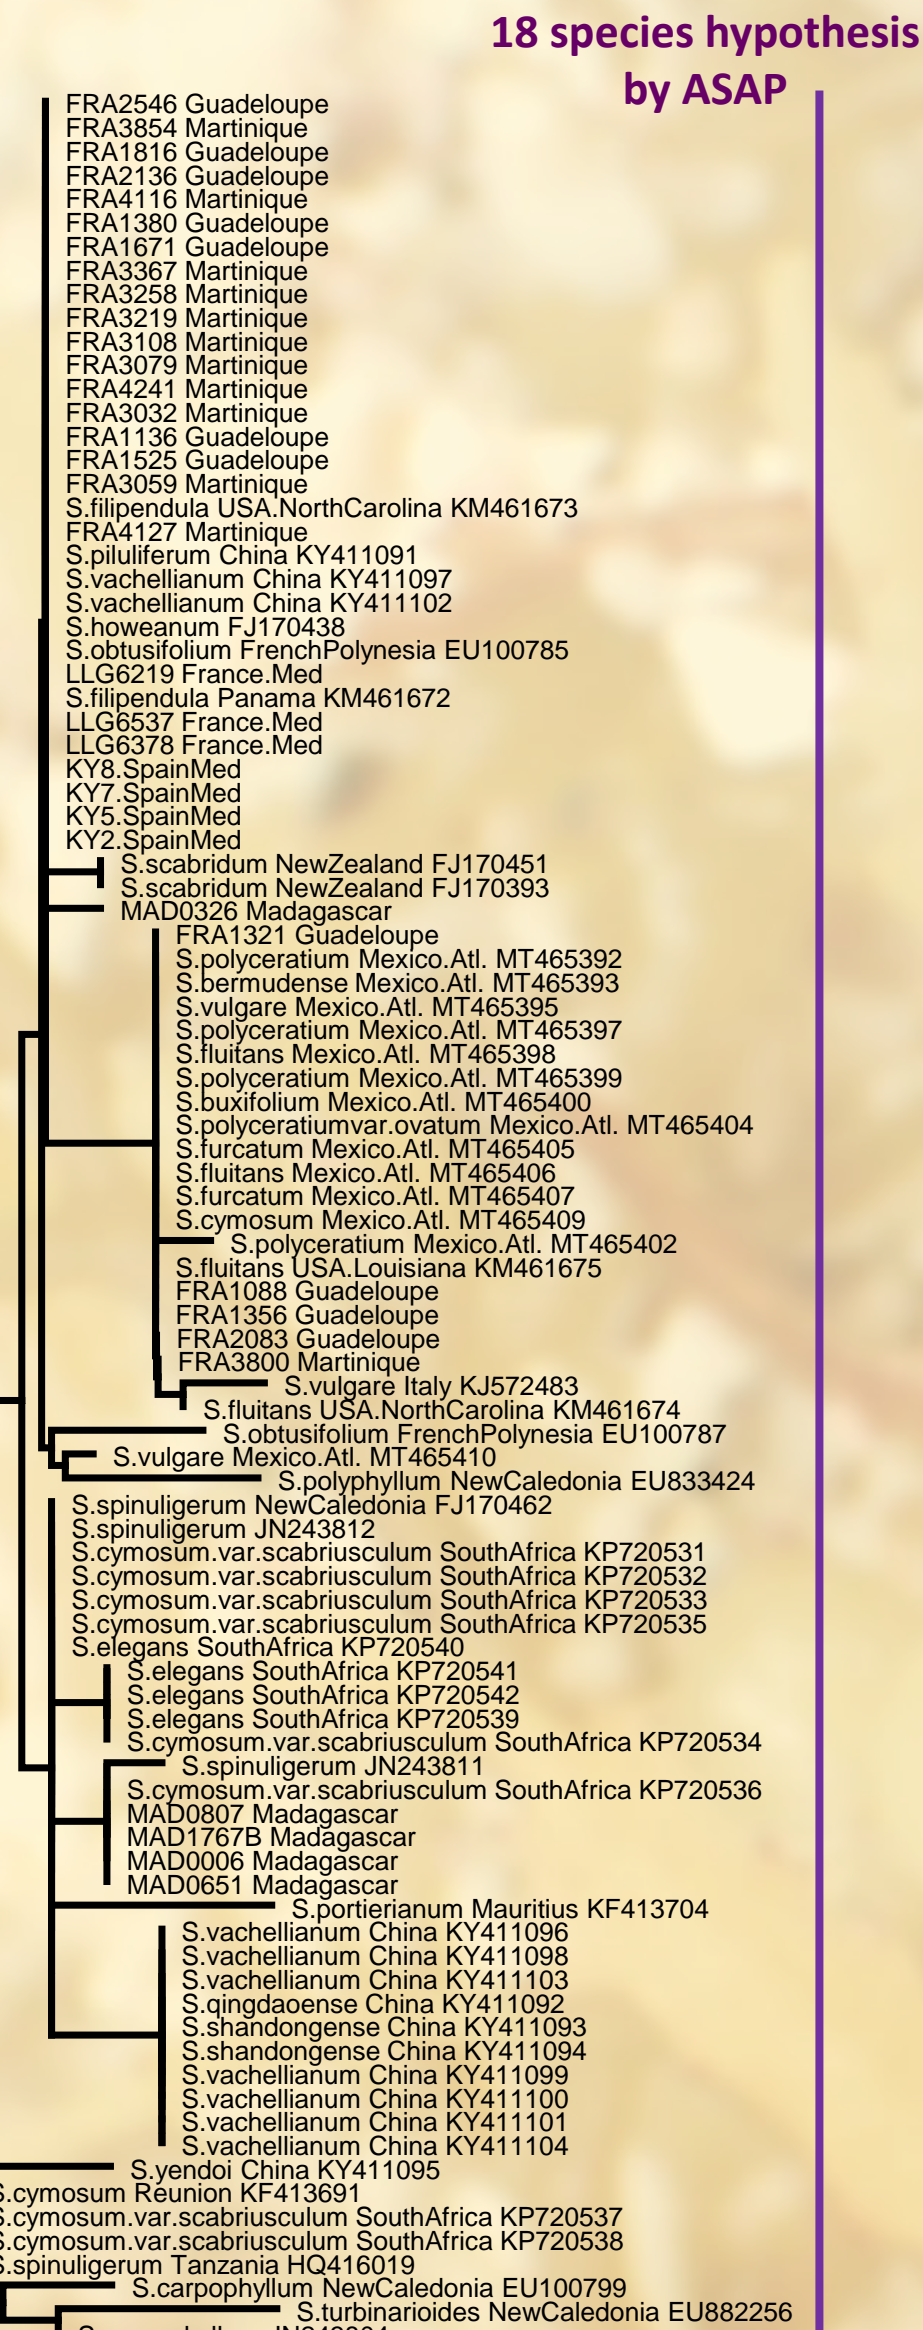 18 species hypothesis
by ASAP
FRA2546 Guadeloupe
FRA3854 Martinique
FRA1816 Guadeloupe
FRA2136 Guadeloupe
FRA4116 Martinique
FRA1380 Guadeloupe
FRA1671 Guadeloupe
FRA3367 Martinique
FRA3258 Martinique
FRA3219 Martinique
FRA3108 Martinique
FRA3079 Martinique
FRA4241 Martinique
FRA3032 Martinique
FRA1136 Guadeloupe
FRA1525 Guadeloupe
FRA3059 Martinique
S.filipendula USA.NorthCarolina KM461673
FRA4127 Martinique
S.piluliferum China KY411091
S.vachellianum China KY411097
S.vachellianum China KY411102
S.howeanum FJ170438
S.obtusifolium FrenchPolynesia EU100785
LLG6219 France.Med
S.filipendula Panama KM461672
LLG6537 France.Med
LLG6378 France.Med
KY8.SpainMed
KY7.SpainMed
KY5.SpainMed
KY2.SpainMed
S.scabridum NewZealand FJ170451
S.scabridum NewZealand FJ170393
MAD0326 Madagascar
FRA1321 Guadeloupe
S.polyceratium Mexico.Atl. MT465392
S.bermudense Mexico.Atl. MT465393
S.vulgare Mexico.Atl. MT465395
S.polyceratium Mexico.Atl. MT465397
S.fluitans Mexico.Atl. MT465398
S.polyceratium Mexico.Atl. MT465399
S.buxifolium Mexico.Atl. MT465400
S.polyceratiumvar.ovatum Mexico.Atl. MT465404
S.furcatum Mexico.Atl. MT465405
S.fluitans Mexico.Atl. MT465406
S.furcatum Mexico.Atl. MT465407
S.cymosum Mexico.Atl. MT465409
S.polyceratium Mexico.Atl. MT465402
S.fluitans USA.Louisiana KM461675
FRA1088 Guadeloupe
FRA1356 Guadeloupe
FRA2083 Guadeloupe
FRA3800 Martinique
S.vulgare Italy KJ572483
S.fluitans USA.NorthCarolina KM461674
S.obtusifolium FrenchPolynesia EU100787
S.vulgare Mexico.Atl. MT465410
S.polyphyllum NewCaledonia EU833424
S.spinuligerum NewCaledonia FJ170462
S.spinuligerum JN243812
S.cymosum.var.scabriusculum SouthAfrica KP720531
S.cymosum.var.scabriusculum SouthAfrica KP720532
S.cymosum.var.scabriusculum SouthAfrica KP720533
S.cymosum.var.scabriusculum SouthAfrica KP720535
S.elegans SouthAfrica KP720540
S.elegans SouthAfrica KP720541
S.elegans SouthAfrica KP720542
S.elegans SouthAfrica KP720539
S.cymosum.var.scabriusculum SouthAfrica KP720534
S.spinuligerum JN243811
S.cymosum.var.scabriusculum SouthAfrica KP720536
MAD0807 Madagascar
MAD1767B Madagascar
MAD0006 Madagascar
MAD0651 Madagascar
S.portierianum Mauritius KF413704
S.vachellianum China KY411096
S.vachellianum China KY411098
S.vachellianum China KY411103
S.qingdaoense China KY411092
S.shandongense China KY411093
S.shandongense China KY411094
S.vachellianum China KY411099
S.vachellianum China KY411100
S.vachellianum China KY411101
S.vachellianum China KY411104
S.yendoi China KY411095
S.cymosum Reunion KF413691
S.cymosum.var.scabriusculum SouthAfrica KP720537
S.cymosum.var.scabriusculum SouthAfrica KP720538
S.spinuligerum Tanzania HQ416019
S.carpophyllum NewCaledonia EU100799
S.turbinarioides NewCaledonia EU882256